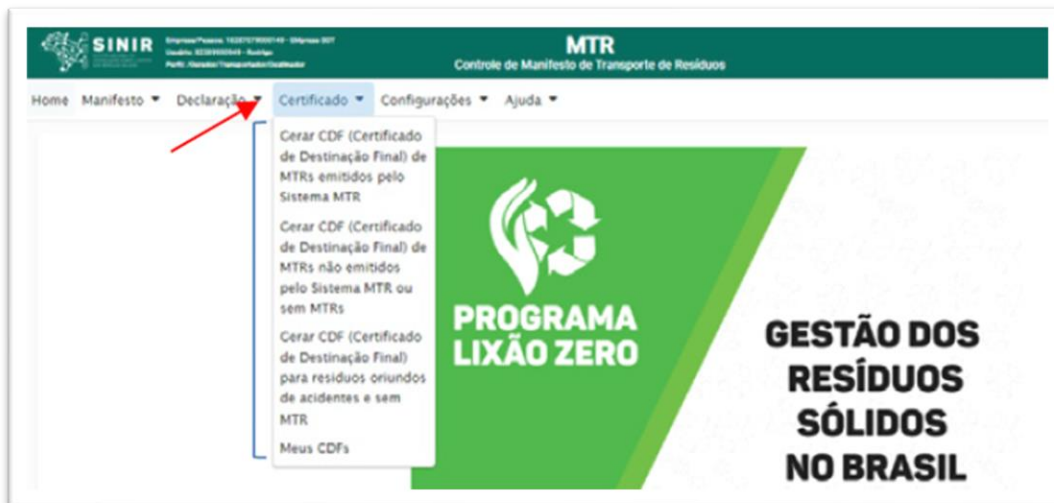 SINIR
MTR
Controle de Manifesto de Transporte de Resíduos
Home Manifesto Declaração Certificado Configurações Ajuda
Gerar CDF (Certificado
de Destinação Final) de
MTRs emitidos pelo
Sistema MTR
Gerar CDF (Certificado
de Destinação Final) de
MTRs não emitidos
pelo Sistema MTR ou
sem MTRs
Gerar CDF (Certificado
de Destinação Final)
para resíduos oriundos
de acidentes e sem
MTR
Meus CDFs
PROGRAMA
LIXÃO ZERO
GESTÃO DOS
RESÍDUOS
SÓLIDOS
NO BRASIL